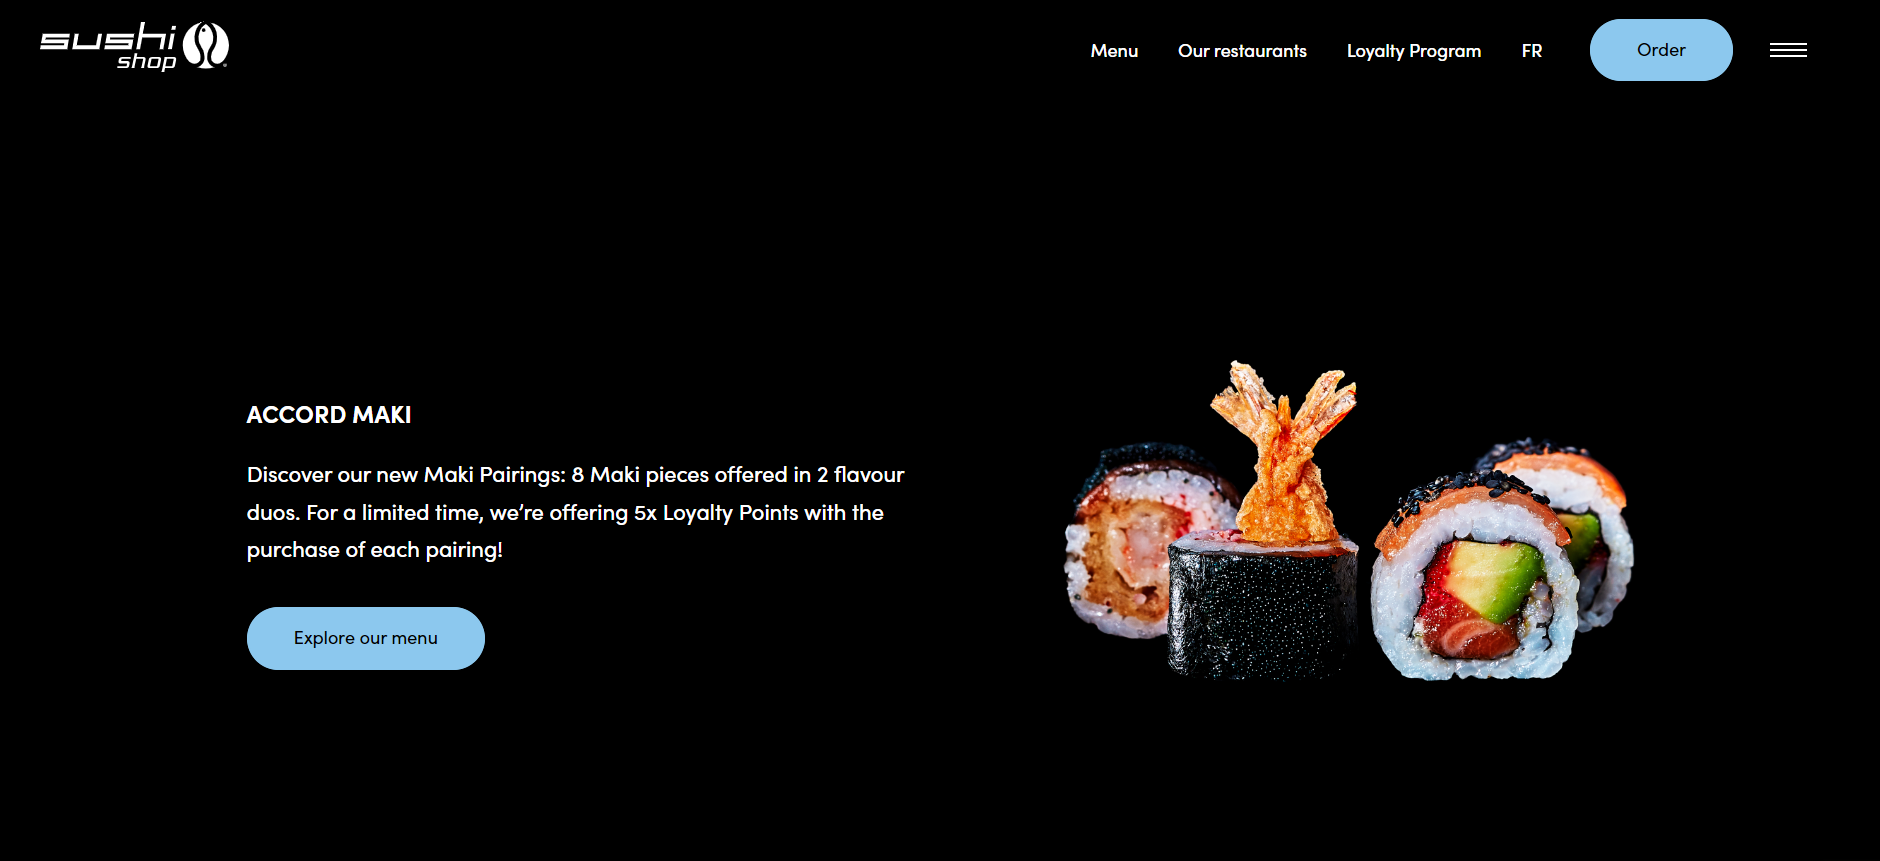 sushi
shop
Menu
Our restaurants
Loyalty Program
FR
Order
ACCORD MAKI
Discover our new Maki Pairings: 8 Maki pieces offered in 2 flavour
duos. For a limited time, we’re offering 5x Loyalty Points with the
purchase of each pairing!
Explore our menu